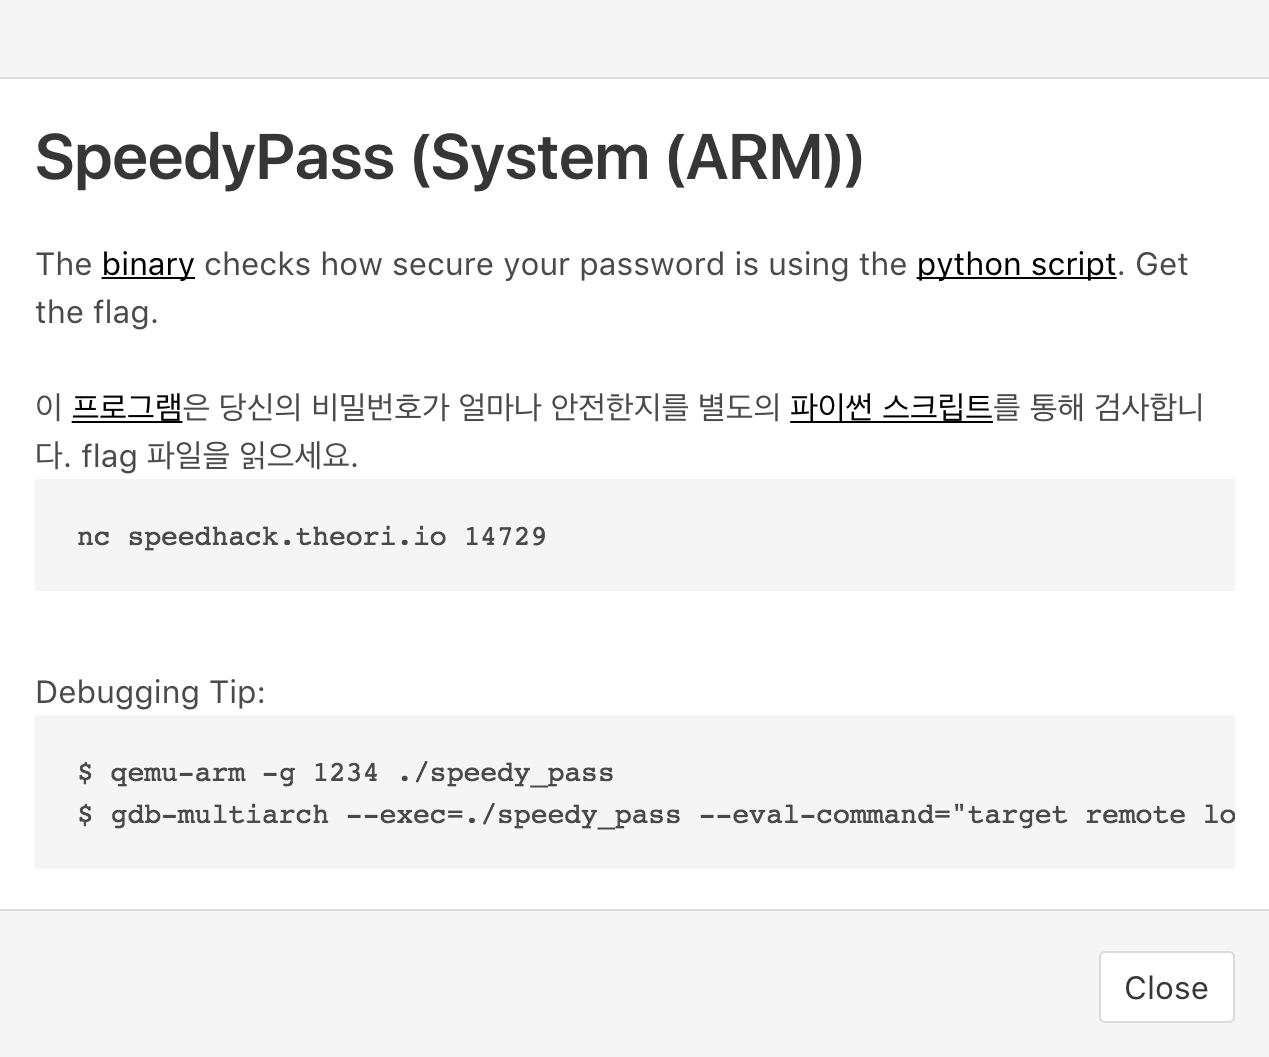 SpeedyPass (System (ARM))
The binary checks how secure your password is using the python script. Get
the flag.
이 프로그램은 당신의 비밀번호가 얼마나 안전한지를 별도의 파이썬 스크립트를 통해 검사합니
다. flag 파일을 읽으세요.
nc speedhack.theori.io 14729
Debugging Tip:
$ qemu-arm -g 1234 ./speedy_pass
$ gdb-multiarch --exec=./speedy_pass --eval-command="target remote lo
Close